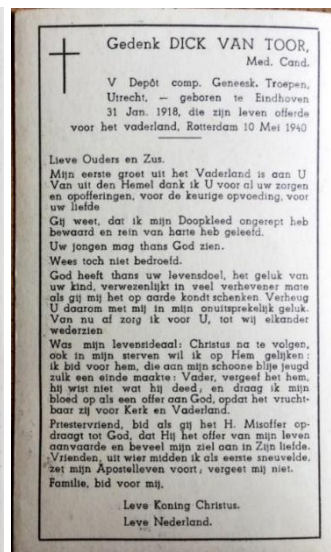 Gedenk DICK VAN TOOR,
Med. Cand.
V Depôt comp. Geneesk. Troepen,
Utrecht, — geboren te Eindhoven
31 Jan. 1918, die zijn leven offerde
voor het vaderland, Rotterdam 10 Mei 1940
Lieve Ouders en Zus.
Mijn eerste groet uit het Vaderland is aan U
Van uit den Hemel dank ik U voor al uw zorgen
en opofferingen, voor de keurige opvoeding, voor
uw liefde
Gij weet, dat ik mijn Doopkleed ongerept heb
bewaard en rein van harte heb geleefd.
Uw jongen mag thans God zien.
Wees toch niet bedroefd.
God heeft thans uw levensdoel, het geluk van
uw kind, verwezenlijkt in veel verhevener mate
als gij mij het op aarde kondt schenken. Verheug
U daarom met mij in mijn onuitsprekelijk geluk.
Van nu af zorg ik voor U, tot wij elkander
wederzien
Was mijn levensideaal: Christus na te volgen,
ook in mijn sterven wil ik op Hem gelijken:
ik bid voor hem, die aan mijn schoone blije jeugd
zulk een einde maakte: Vader, vergeef het hem,
hij wist niet wat hij deed, en draag ik mijn
bloed op als een offer aan God, opdat het vrucht-
baar zij voor Kerk en Vaderland.
Priestervriend, bid als gij het H. Misoffer op-
draagt tot God, dat Hij het offer van mijn leven
aanvaarde en beveel mijn ziel aan in Zijn liefde.
Vrienden, uit wier midden ik als eerste sneuvelde,
zet mijn Apostelleven voort; vergeet mij niet.
Familie, bid voor mij.
Leve Koning Christus.
Leve Nederland.